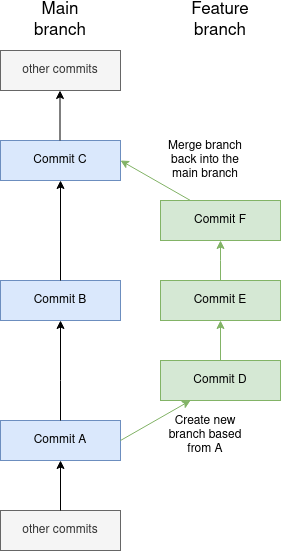 Main
branch
Feature
branch
other commits
Commit C
Merge branch
back into the
main branch
Commit F
Commit B
Commit E
Commit D
Commit A
Create new
branch based
from A
other commits